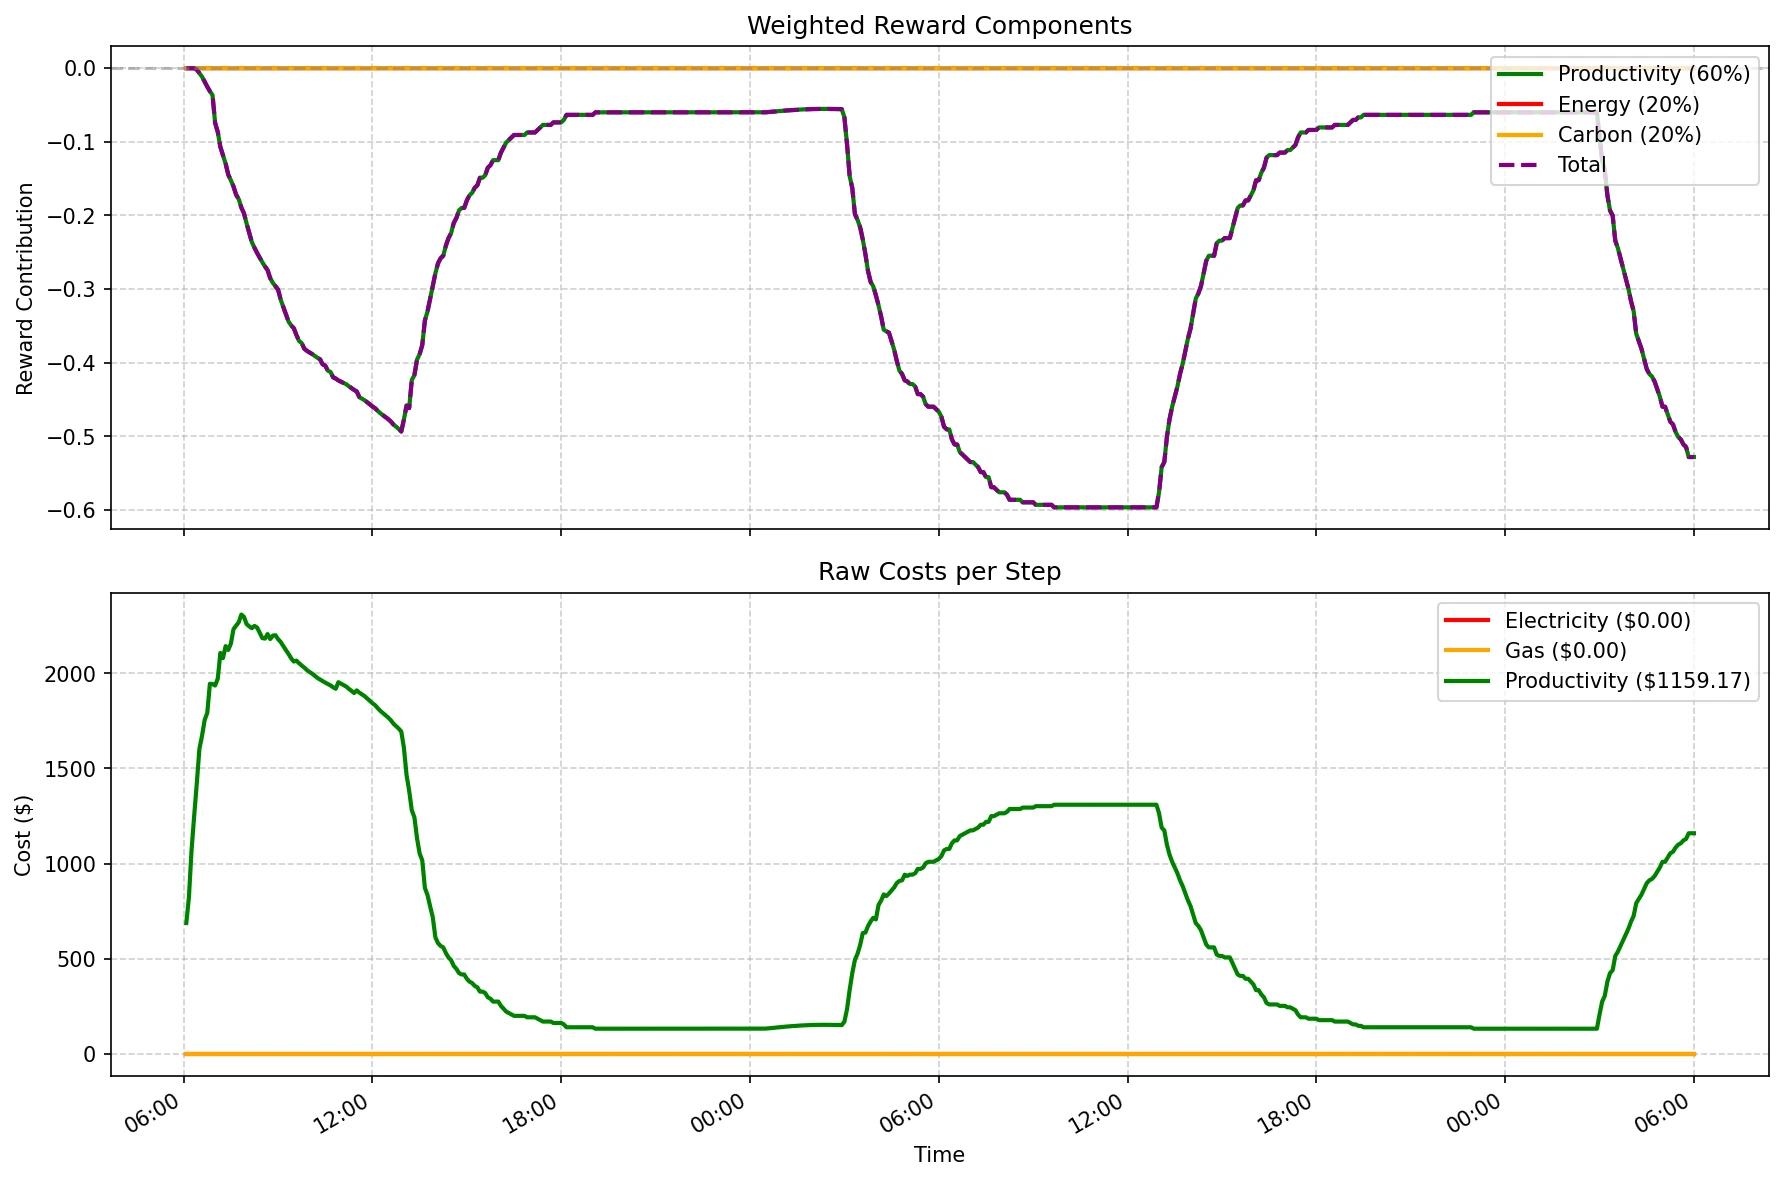 Weighted Reward Components
Reward Contribution
0.0
−0.1
−0.2
−0.3
−0.4
−0.5
−0.6
Productivity (60%)
Energy (20%)
Carbon (20%)
Total
Raw Costs per Step
Cost ($)
2000
1500
1000
500
0
Electricity ($0.00)
Gas ($0.00)
Productivity ($1159.17)
06:00
12:00
18:00
00:00
06:00
12:00
18:00
00:00
06:00
Time